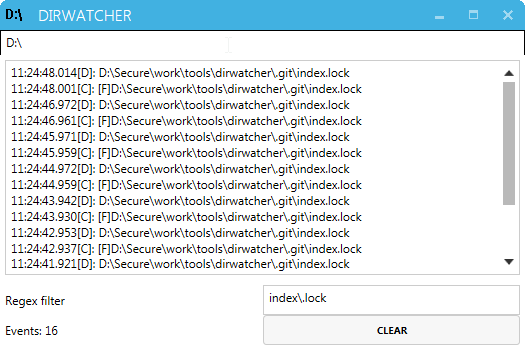 D:\ DIRWATCHER
D:\
11:24:48.014[D]: D:\Secure\work\tools\dirwatcher\.git\index.lock
11:24:48.001[C]: [F]D:\Secure\work\tools\dirwatcher\.git\index.lock
11:24:46.972[D]: D:\Secure\work\tools\dirwatcher\.git\index.lock
11:24:46.961[C]: [F]D:\Secure\work\tools\dirwatcher\.git\index.lock
11:24:45.971[D]: D:\Secure\work\tools\dirwatcher\.git\index.lock
11:24:45.959[C]: [F]D:\Secure\work\tools\dirwatcher\.git\index.lock
11:24:44.972[D]: D:\Secure\work\tools\dirwatcher\.git\index.lock
11:24:44.959[C]: [F]D:\Secure\work\tools\dirwatcher\.git\index.lock
11:24:43.942[D]: D:\Secure\work\tools\dirwatcher\.git\index.lock
11:24:43.930[C]: [F]D:\Secure\work\tools\dirwatcher\.git\index.lock
11:24:42.953[D]: D:\Secure\work\tools\dirwatcher\.git\index.lock
11:24:42.937[C]: [F]D:\Secure\work\tools\dirwatcher\.git\index.lock
11:24:41.921[D]: D:\Secure\work\tools\dirwatcher\.git\index.lock
Regex filter index\.lock
Events: 16 CLEAR